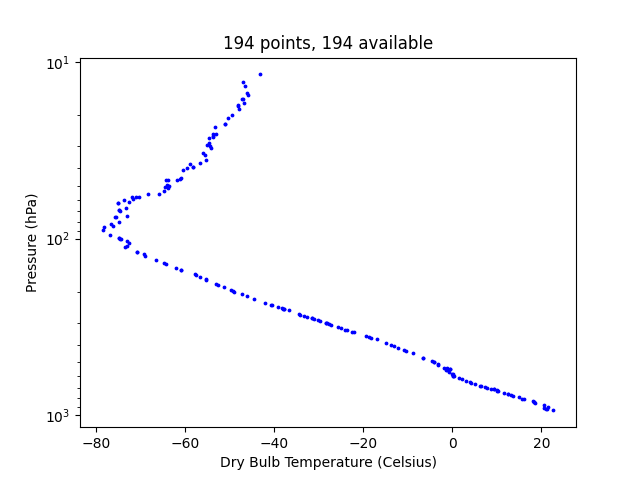 194 points, 194 available
10¹
10²
10³
Pressure (hPa)
−80 −60 −40 −20 0 20
Dry Bulb Temperature (Celsius)